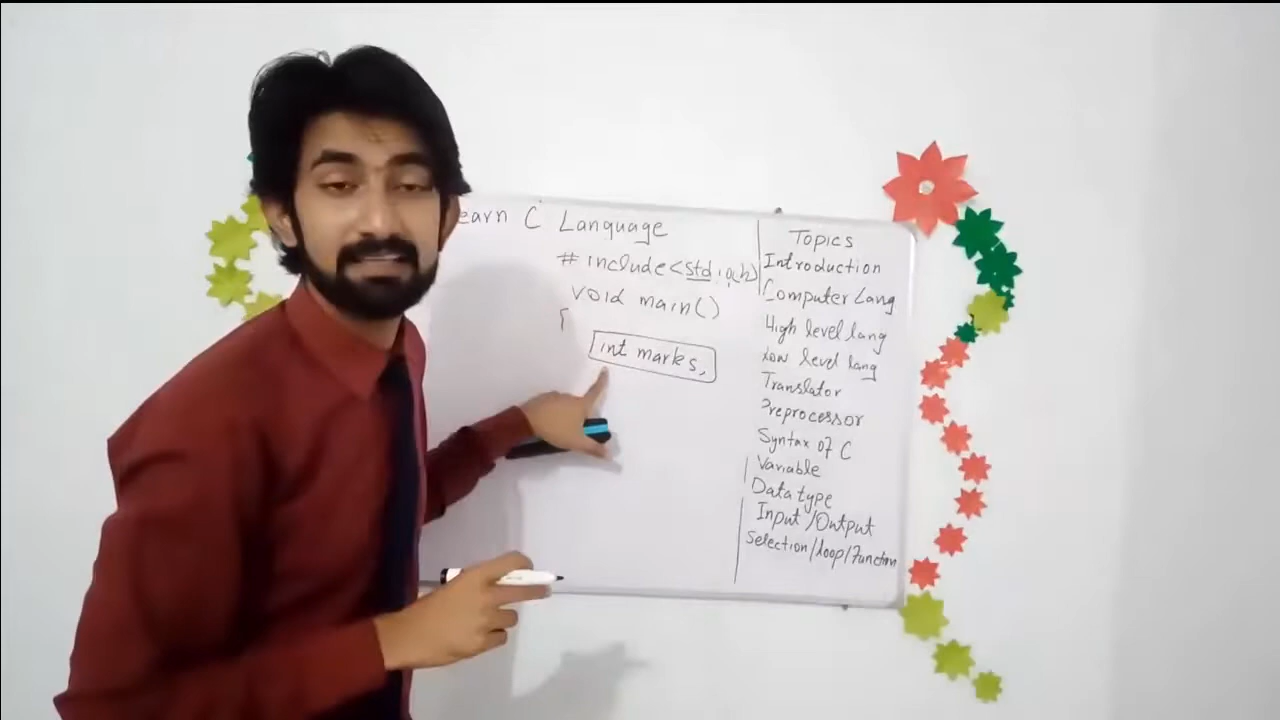 earn C Language
#include<stdio.h>
void main()
{
int marks,
Topics
Introduction
Computer Lang
High level lang
Low level lang
Translator
Preprocessor
Syntax of C
Variable
Data type
Input/Output
Selection/loop/Function